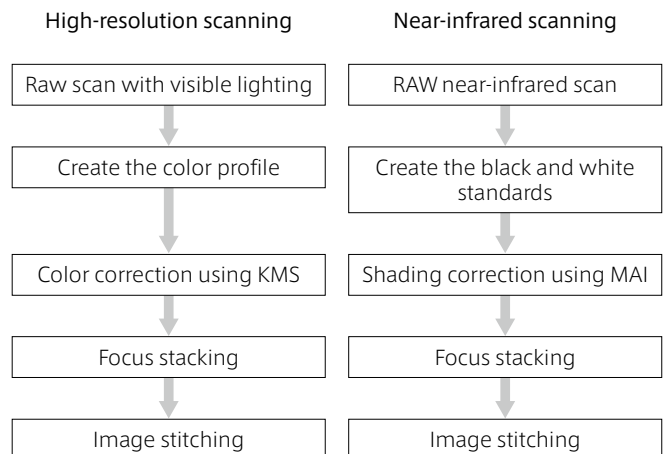 High-resolution scanning
Raw scan with visible lighting
Create the color profile
Color correction using KMS
Focus stacking
Image stitching
Near-infrared scanning
RAW near-infrared scan
Create the black and white
standards
Shading correction using MAI
Focus stacking
Image stitching